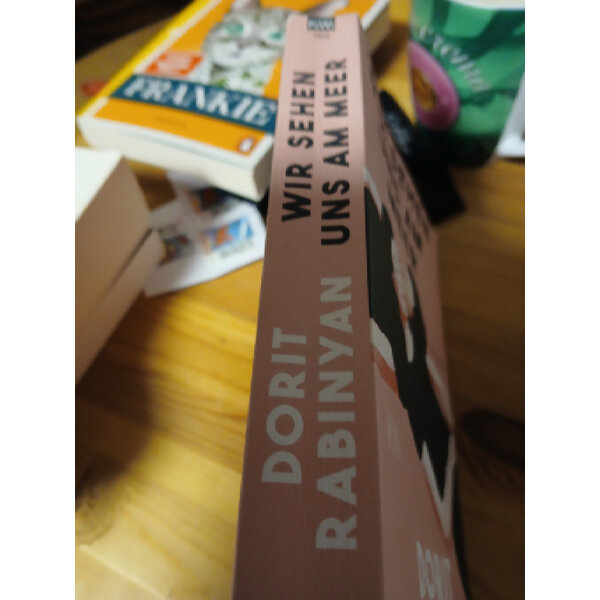 WIR SEHEN
UNS AM MEER
DORIT
RABINYAN
FRANKIE